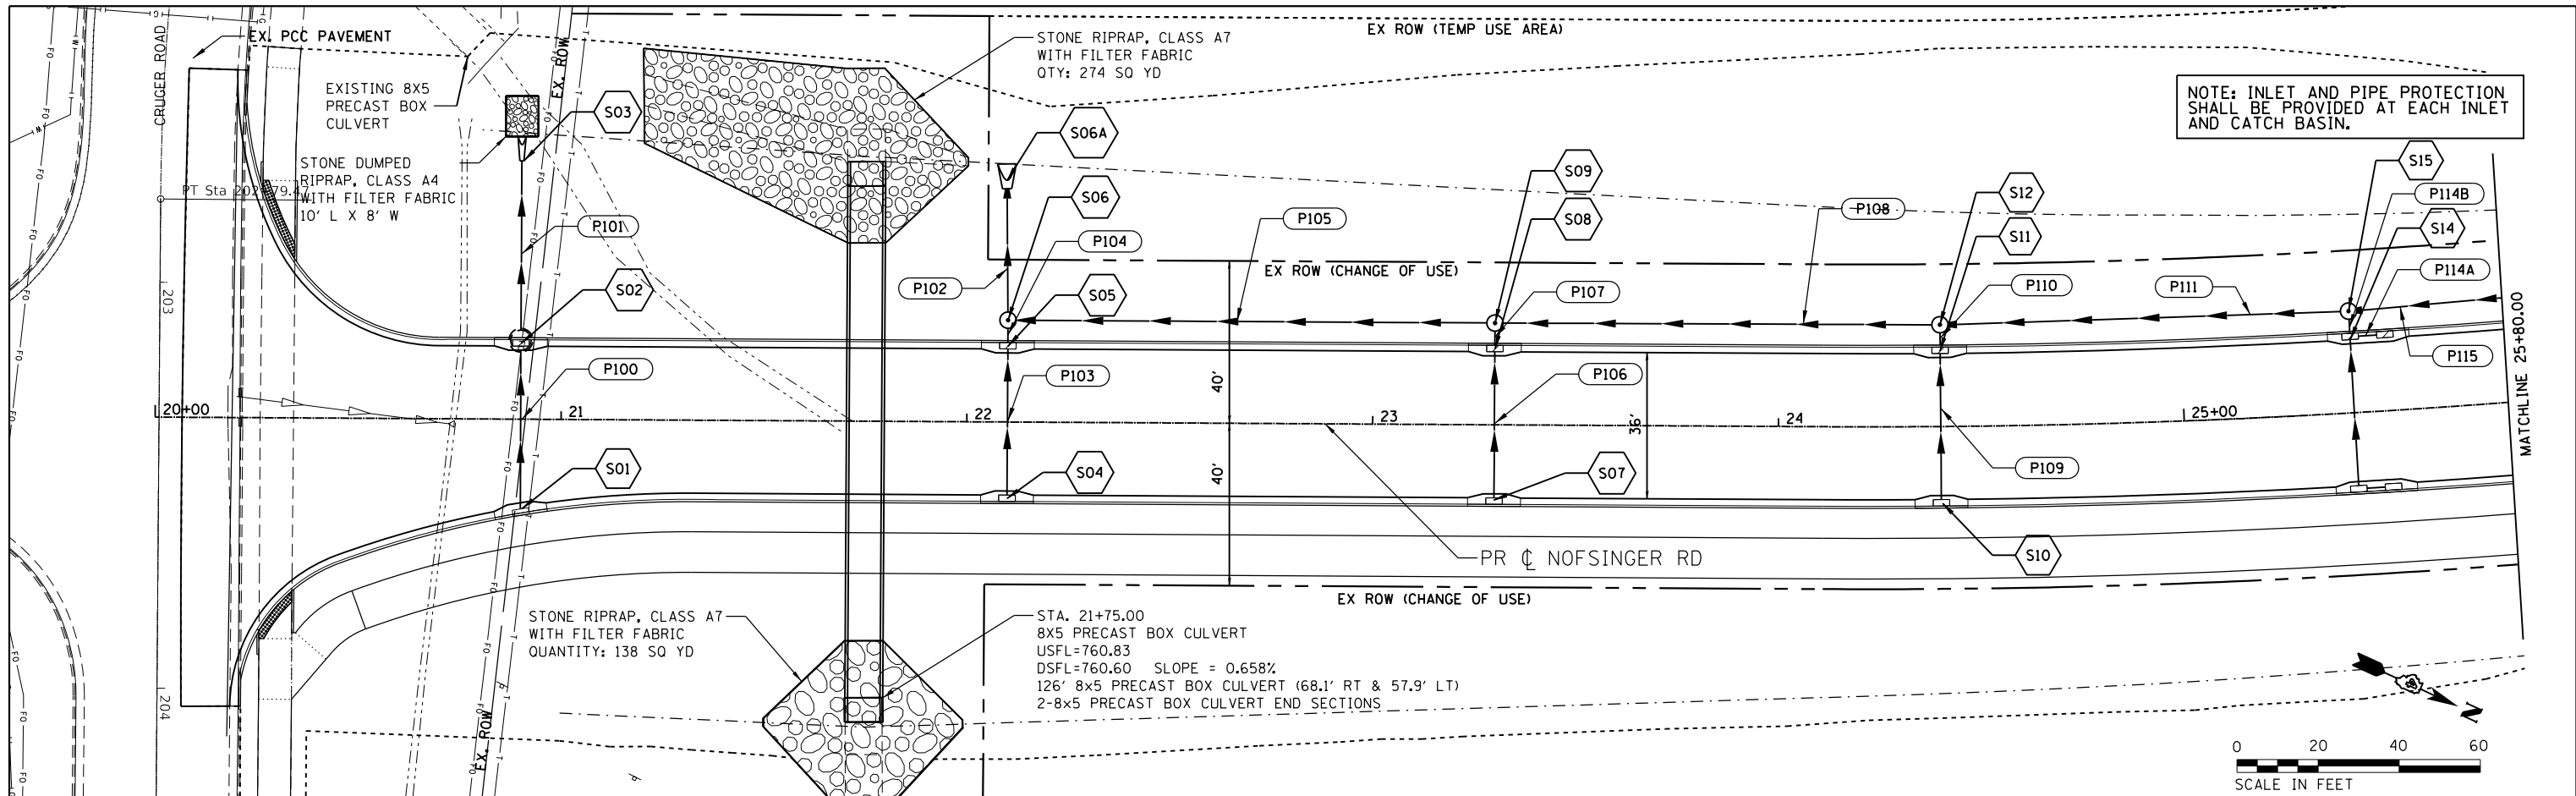 CRUGER ROAD
EX. PCC PAVEMENT
EXISTING 8X5
PRECAST BOX
CULVERT
STONE DUMPED
RIPRAP, CLASS A4
WITH FILTER FABRIC
10' L X 8' W
EX. ROW
S03
STONE RIPRAP, CLASS A7
WITH FILTER FABRIC
QTY: 274 SQ YD
EX ROW (TEMP USE AREA)
NOTE: INLET AND PIPE PROTECTION
SHALL BE PROVIDED AT EACH INLET
AND CATCH BASIN.
S06A
S06
S09
S08
S12
S11
S15
P114B
S14
P114A
P101
P104
P105
P108
EX ROW (CHANGE OF USE)
S02
P102
S05
P107
P110
P111
203
P100
P103
P106
P115
MATCHLINE 25+80.00
20+00
21
22
23
24
25+00
40'
36'
40'
S01
S04
S07
P109
PR ℄ NOFSINGER RD
S10
EX ROW (CHANGE OF USE)
STONE RIPRAP, CLASS A7
WITH FILTER FABRIC
QUANTITY: 138 SQ YD
STA. 21+75.00
8X5 PRECAST BOX CULVERT
USFL=760.83
DSFL=760.60 SLOPE = 0.658%
126' 8x5 PRECAST BOX CULVERT (68.1' RT & 57.9' LT)
2-8x5 PRECAST BOX CULVERT END SECTIONS
204
EX. ROW
N
0 20 40 60
SCALE IN FEET